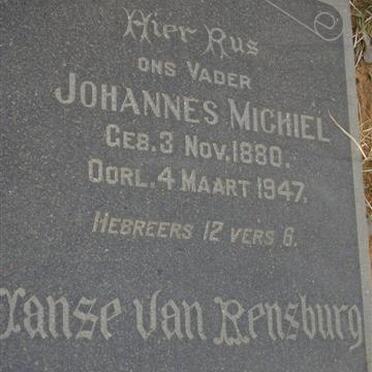 Hier Rus
ONS VADER
JOHANNES MICHIEL
GEB. 3 NOV. 1880.
OORL. 4 MAART 1947.
HEBREERS 12 VERS 6.
Janse van Rensburg